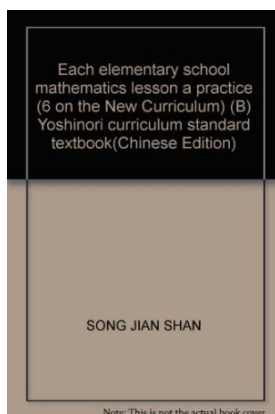 Each elementary school
mathematics lesson a practice
(6 on the New Curriculum) (B)
Yoshinori curriculum standard
textbook(Chinese Edition)
SONG JIAN SHAN
Note: This is not the actual book cover